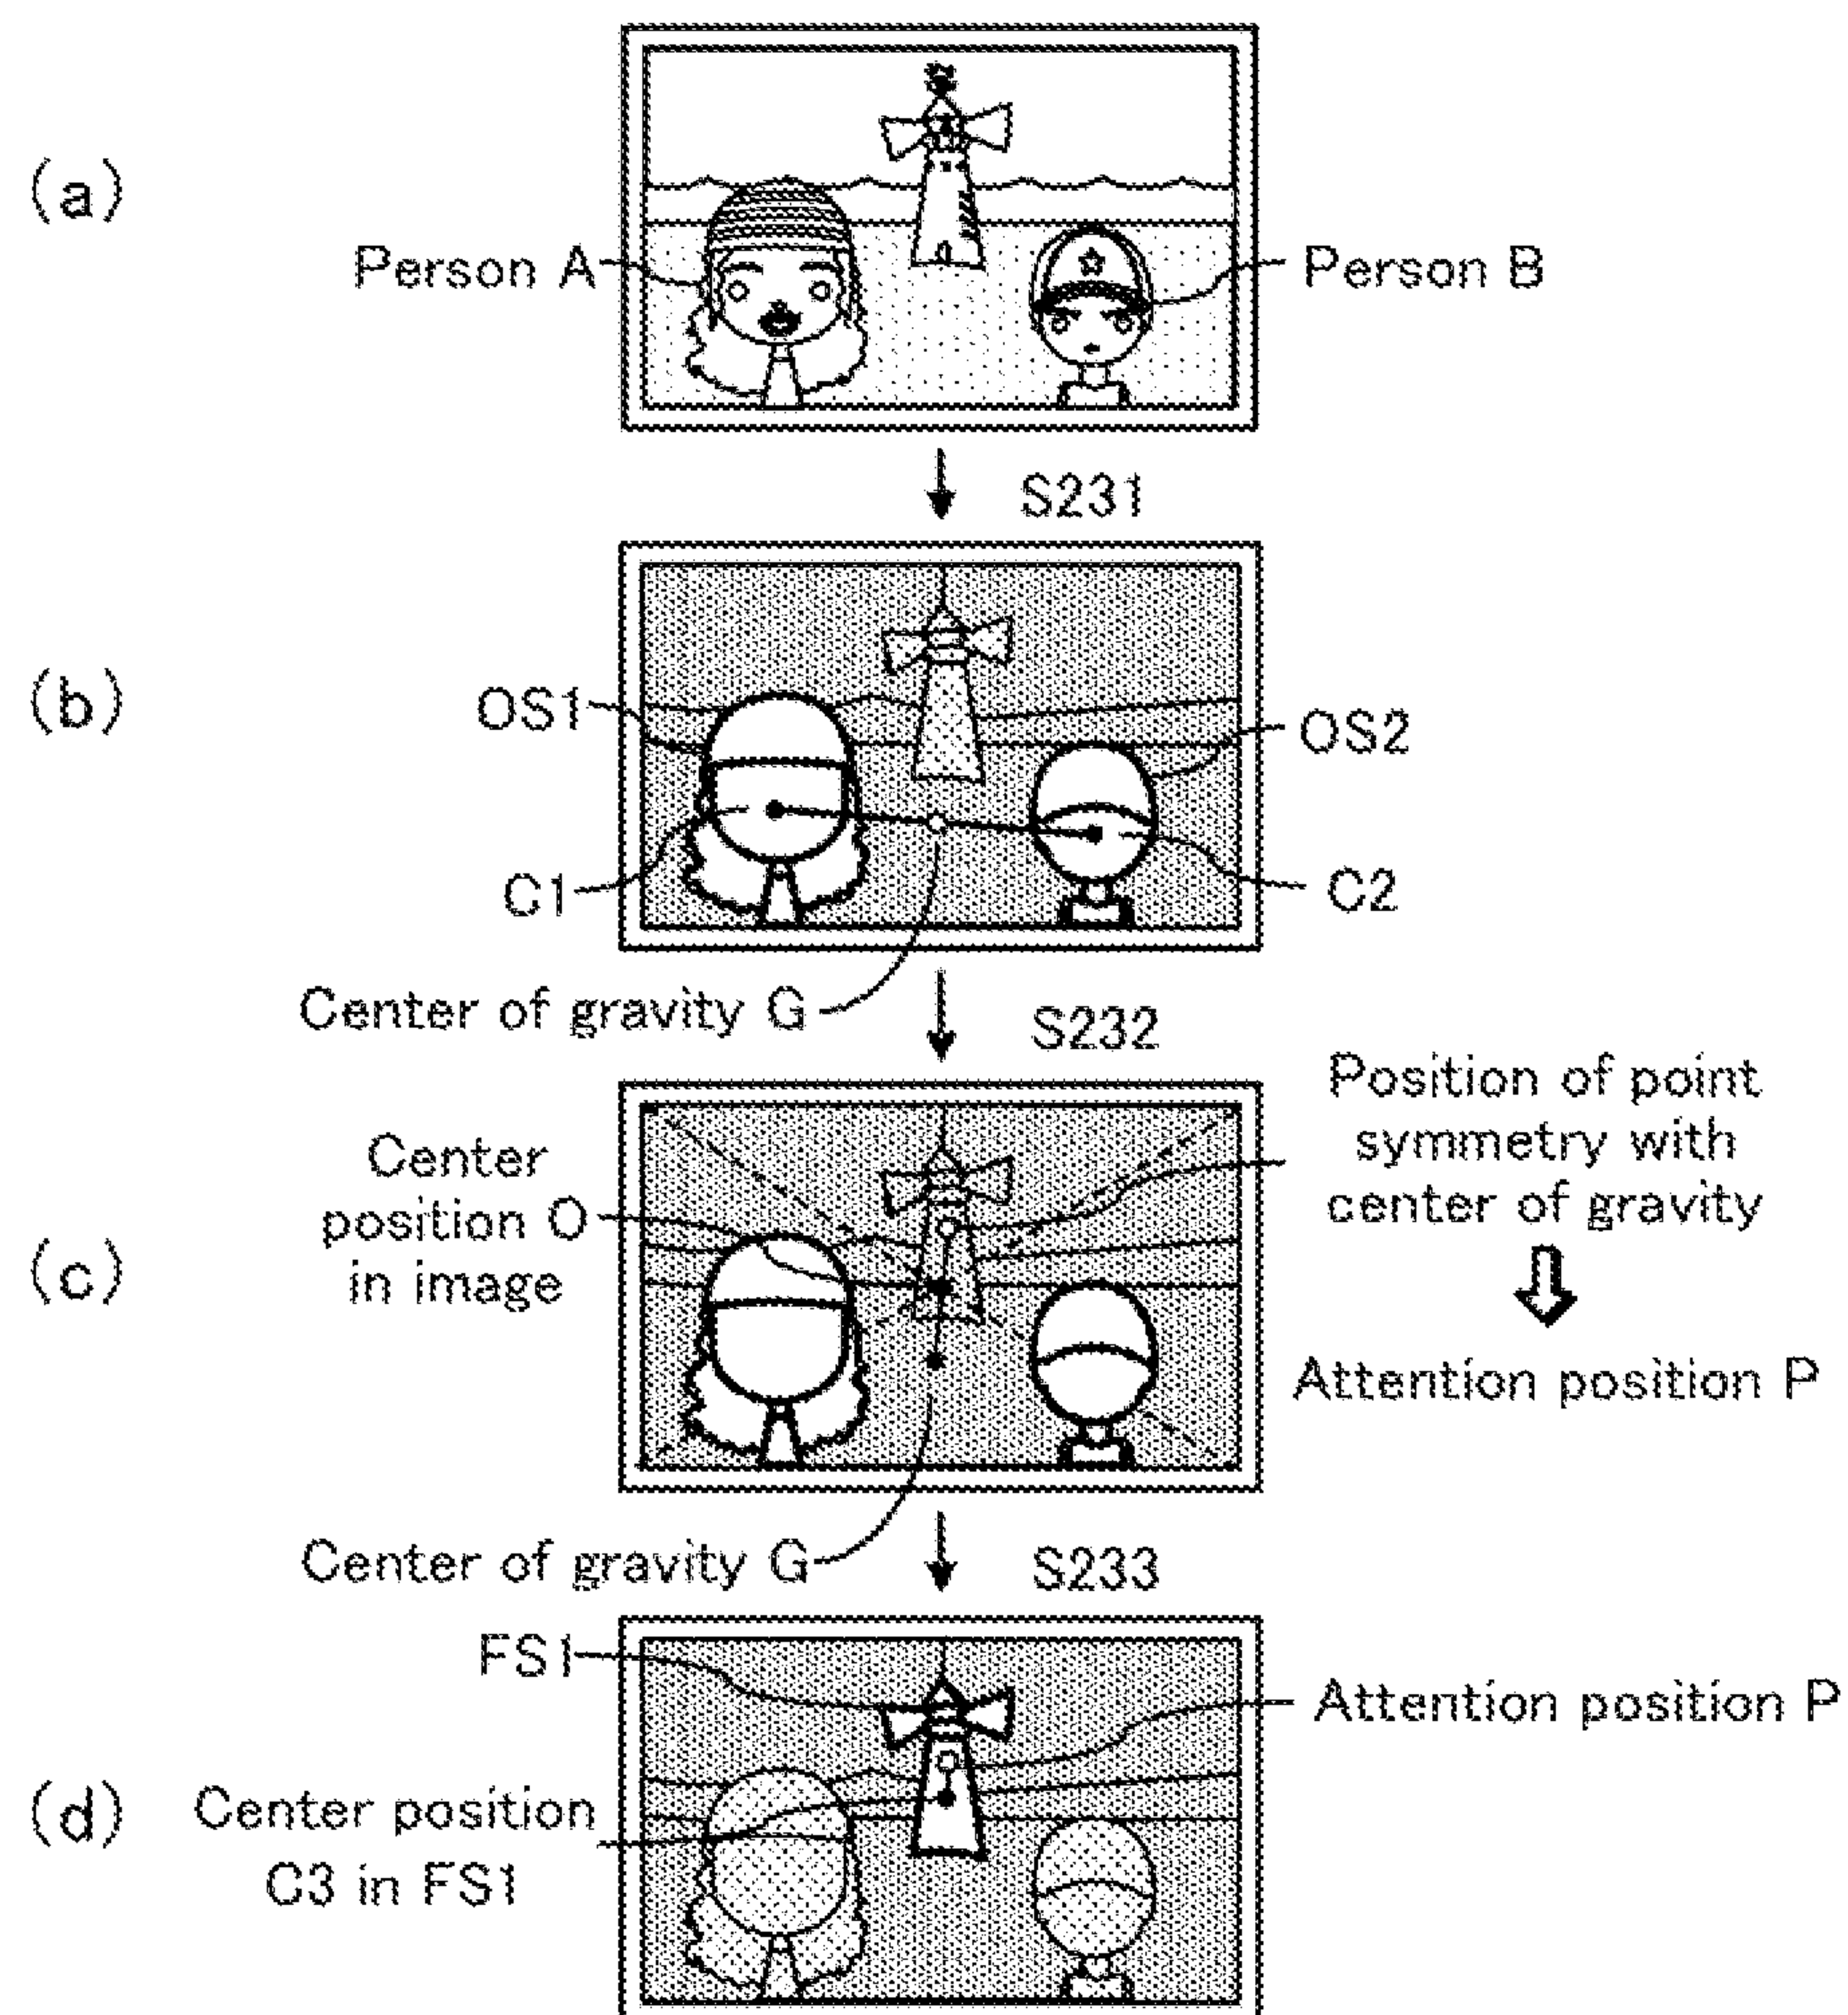 (a)
Person A
Person B
S231
(b)
OS1
OS2
C1
C2
Center of gravity G
S232
(c)
Center
position O
in image
Position of point
symmetry with
center of gravity
Attention position P
Center of gravity G
S233
(d)
FS1
Attention position P
Center position
C3 in FS1